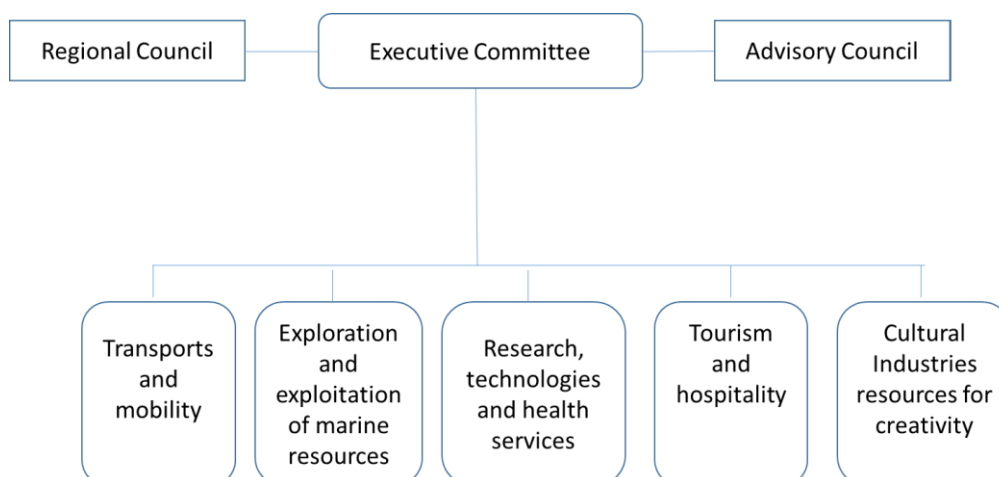 Regional Council
Executive Committee
Advisory Council
Transports
and
mobility
Exploration
and
exploitation
of marine
resources
Research,
technologies
and health
services
Tourism
and
hospitality
Cultural
Industries
resources for
creativity